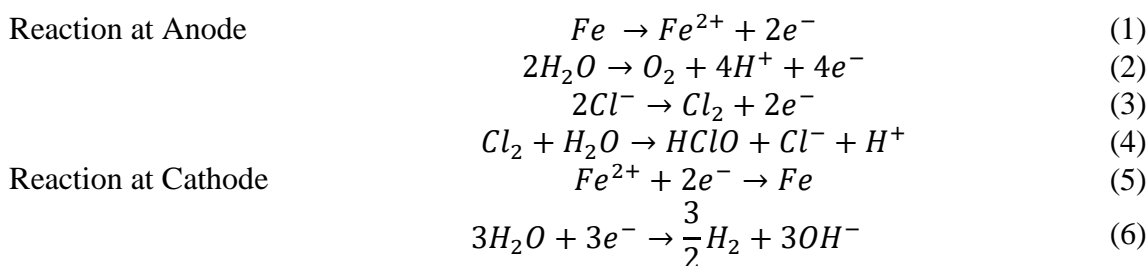 Reaction at Anode Fe → Fe²⁺ + 2e⁻ (1)
2H₂O → O₂ + 4H⁺ + 4e⁻ (2)
2Cl⁻ → Cl₂ + 2e⁻ (3)
Cl₂ + H₂O → HClO + Cl⁻ + H⁺ (4)
Reaction at Cathode Fe²⁺ + 2e⁻ → Fe (5)
3H₂O + 3e⁻ → 3/2 H₂ + 3OH⁻ (6)